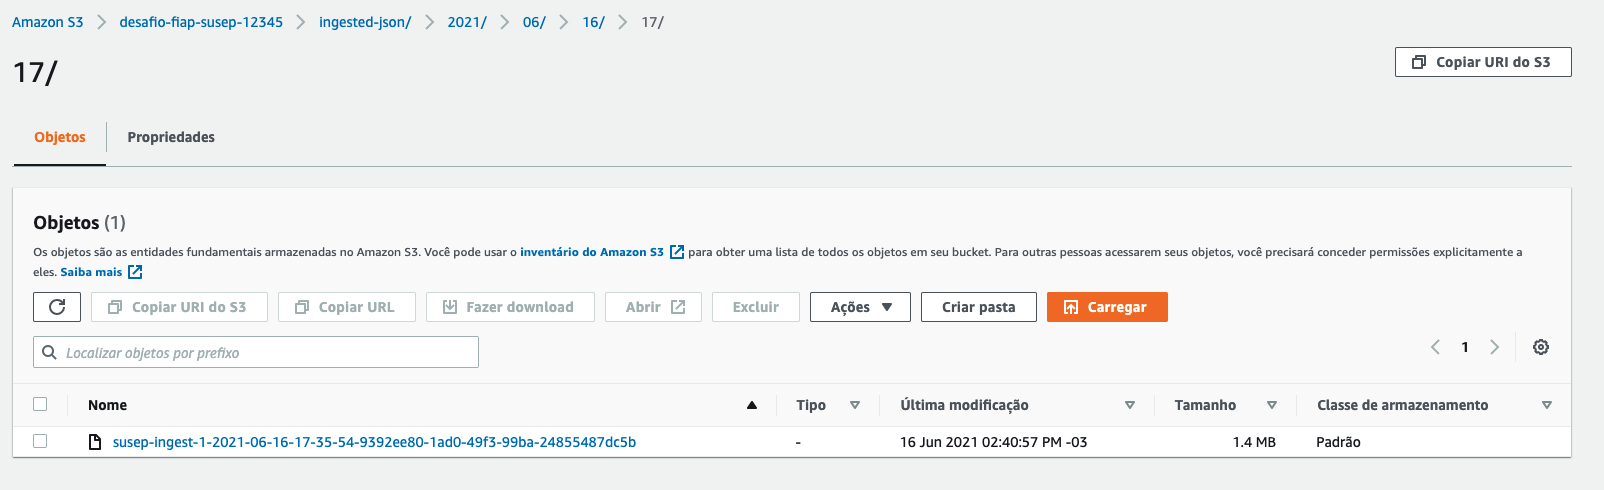 Amazon S3 > desafio-fiap-susep-12345 > ingested-json/ > 2021/ > 06/ > 16/ > 17/
17/
Copiar URI do S3
Objetos Propriedades
Objetos (1)
Os objetos são as entidades fundamentais armazenadas no Amazon S3. Você pode usar o inventário do Amazon S3 para obter uma lista de todos os objetos em seu bucket. Para outras pessoas acessarem seus objetos, você precisará conceder permissões explicitamente a
eles. Saiba mais
Copiar URI do S3 Copiar URL Fazer download Abrir Excluir Ações Criar pasta Carregar
Localizar objetos por prefixo 1
Nome Tipo Última modificação Tamanho Classe de armazenamento
susep-ingest-1-2021-06-16-17-35-54-9392ee80-1ad0-49f3-99ba-24855487dc5b - 16 Jun 2021 02:40:57 PM -03 1.4 MB Padrão